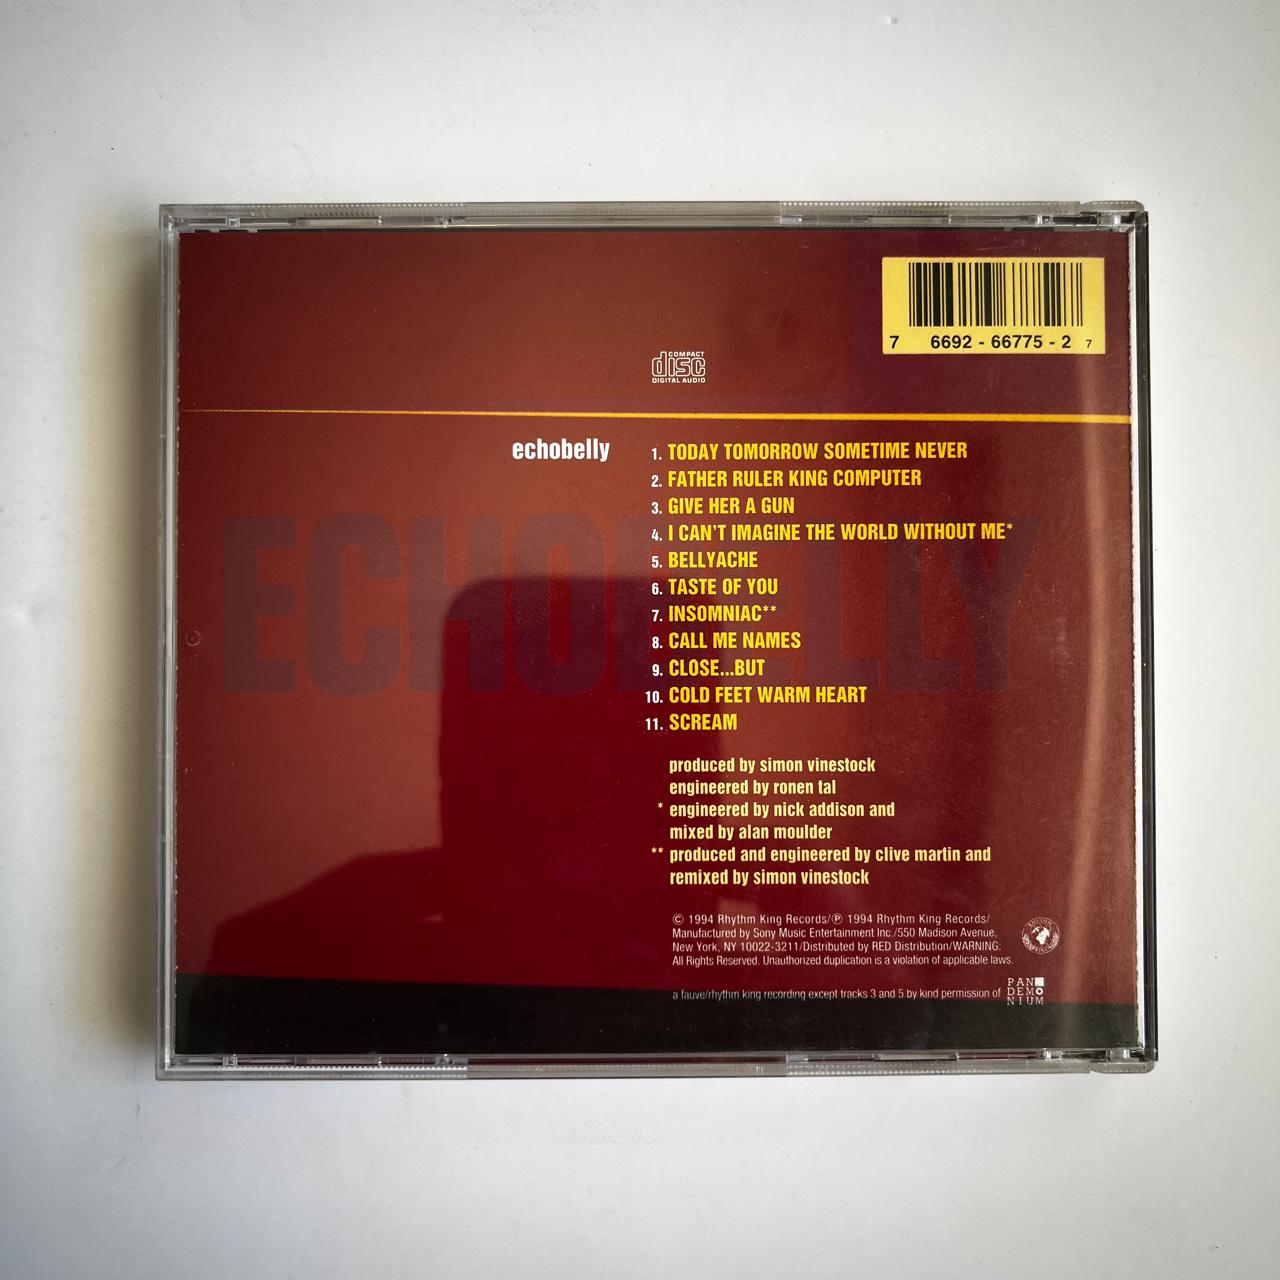 7 6692 - 66775 - 2 7
COMPACT
disc
DIGITAL AUDIO
echobelly
1. TODAY TOMORROW SOMETIME NEVER
2. FATHER RULER KING COMPUTER
3. GIVE HER A GUN
4. I CAN'T IMAGINE THE WORLD WITHOUT ME*
5. BELLYACHE
6. TASTE OF YOU
7. INSOMNIAC**
8. CALL ME NAMES
9. CLOSE...BUT
10. COLD FEET WARM HEART
11. SCREAM
ECHOBELLY
produced by simon vinestock
engineered by ronen tal
* engineered by nick addison and
mixed by alan moulder
** produced and engineered by clive martin and
remixed by simon vinestock
© 1994 Rhythm King Records/℗ 1994 Rhythm King Records/
Manufactured by Sony Music Entertainment Inc./550 Madison Avenue,
New York, NY 10022-3211/Distributed by RED Distribution/WARNING:
All Rights Reserved. Unauthorized duplication is a violation of applicable laws.
a fauve/rhythm king recording except tracks 3 and 5 by kind permission of
PAN
DEMO
NIUM